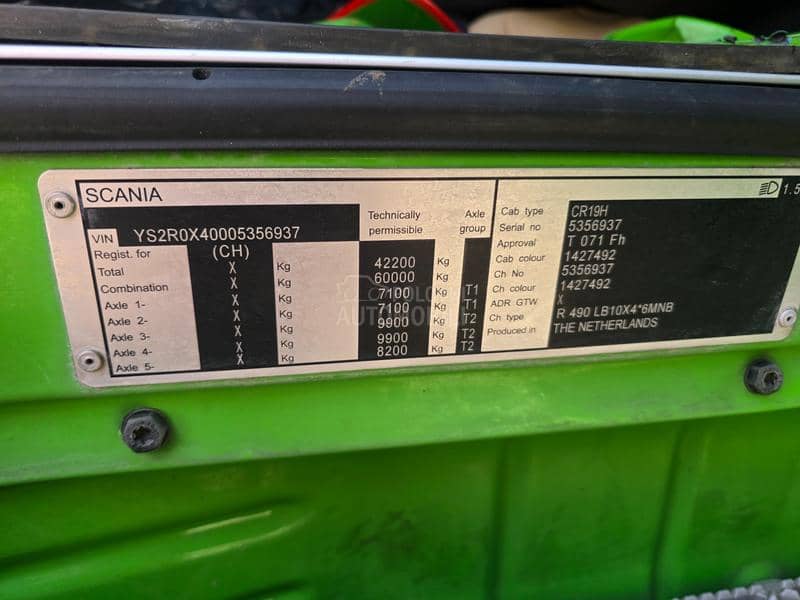 SCANIA
VIN YS2R0X40005356937
Technically permissible
Axle group
Regist. for (CH)
Total X Kg 42200 Kg
Combination X Kg 60000 Kg
Axle 1- X Kg 7100 Kg T1
Axle 2- X Kg 7100 Kg T1
Axle 3- X Kg 9900 Kg T2
Axle 4- X Kg 9900 Kg T2
Axle 5- X Kg 8200 Kg T2
1.5
Cab type CR19H
Serial no 5356937
Approval T 071 Fh
Cab colour 1427492
Ch No 5356937
Ch colour 1427492
ADR GTW X
Ch type R 490 LB10X4*6MNB
Produced in THE NETHERLANDS